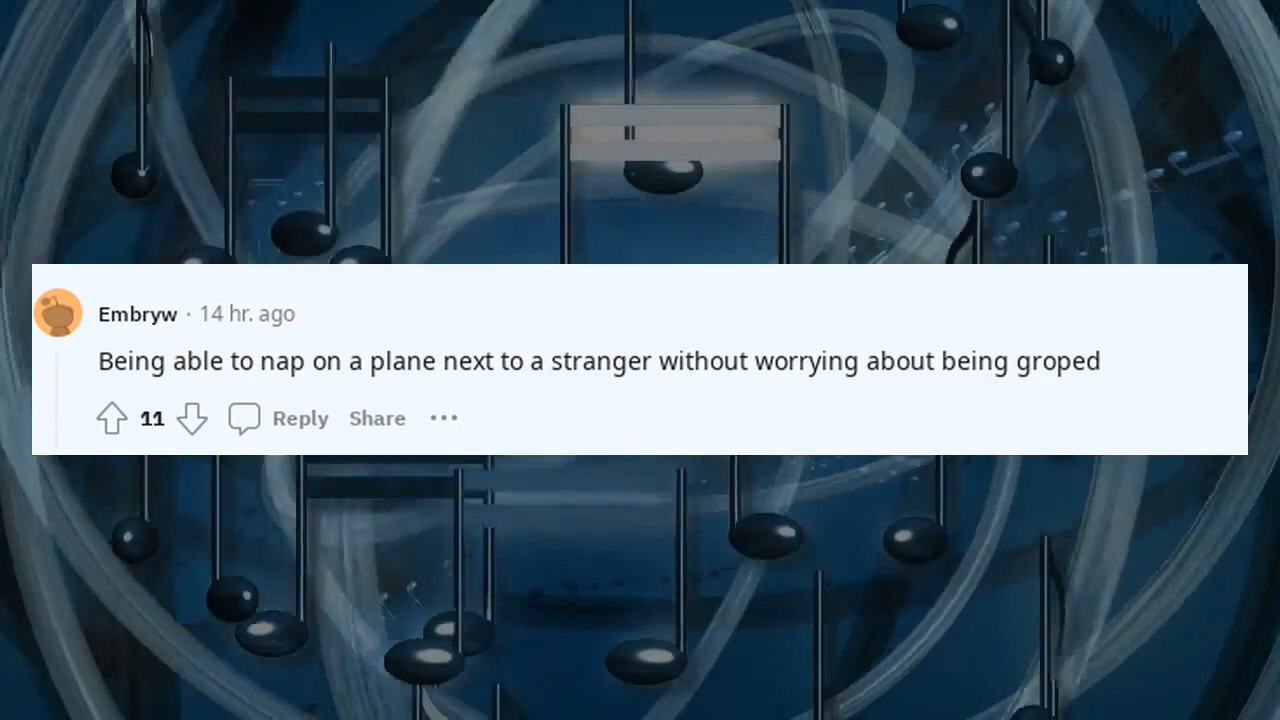 Embryw · 14 hr. ago
Being able to nap on a plane next to a stranger without worrying about being groped
11 Reply Share ···